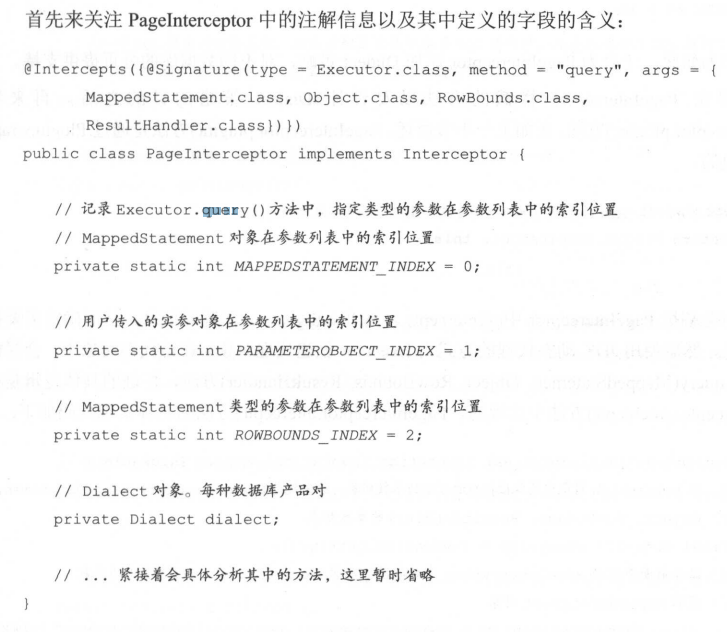 首先来关注 PageInterceptor 中的注解信息以及其中定义的字段的含义：
@Intercepts({@Signature(type = Executor.class, method = "query", args = {
MappedStatement.class, Object.class, RowBounds.class,
ResultHandler.class})})
public class PageInterceptor implements Interceptor {
// 记录 Executor.query()方法中，指定类型的参数在参数列表中的索引位置
// MappedStatement 对象在参数列表中的索引位置
private static int MAPPEDSTATEMENT_INDEX = 0;
// 用户传入的实参对象在参数列表中的索引位置
private static int PARAMETEROBJECT_INDEX = 1;
// MappedStatement 类型的参数在参数列表中的索引位置
private static int ROWBOUNDS_INDEX = 2;
// Dialect 对象。每种数据库产品对
private Dialect dialect;
// ... 紧接着会具体分析其中的方法，这里暂时省略
}